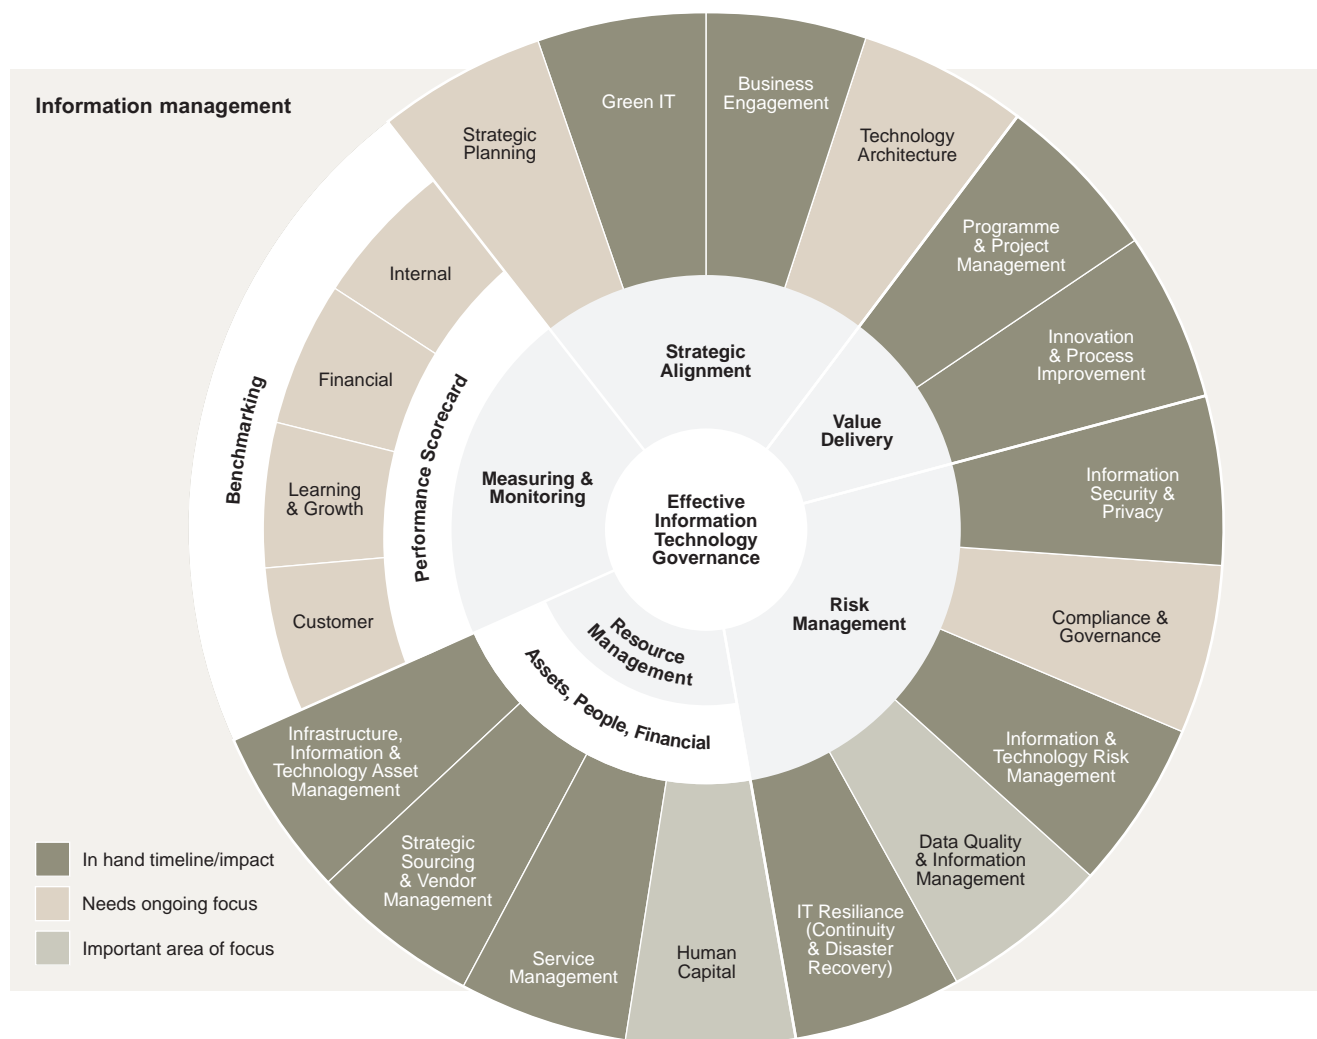 Information management
Strategic
Planning
Green IT
Business
Engagement
Technology
Architecture
Programme
& Project
Management
Innovation
& Process
Improvement
Information
Security &
Privacy
Compliance &
Governance
Information &
Technology Risk
Management
Data Quality
& Information
Management
IT Resiliance
(Continuity
& Disaster
Recovery)
Human
Capital
Service
Management
Strategic
Sourcing
& Vendor
Management
Infrastructure,
Information &
Technology Asset
Management
Benchmarking
Internal
Financial
Learning
& Growth
Customer
Performance Scorecard
Strategic
Alignment
Value
Delivery
Risk
Management
Resource
Management
Assets, People, Financial
Measuring &
Monitoring
Effective
Information
Technology
Governance
In hand timeline/impact
Needs ongoing focus
Important area of focus